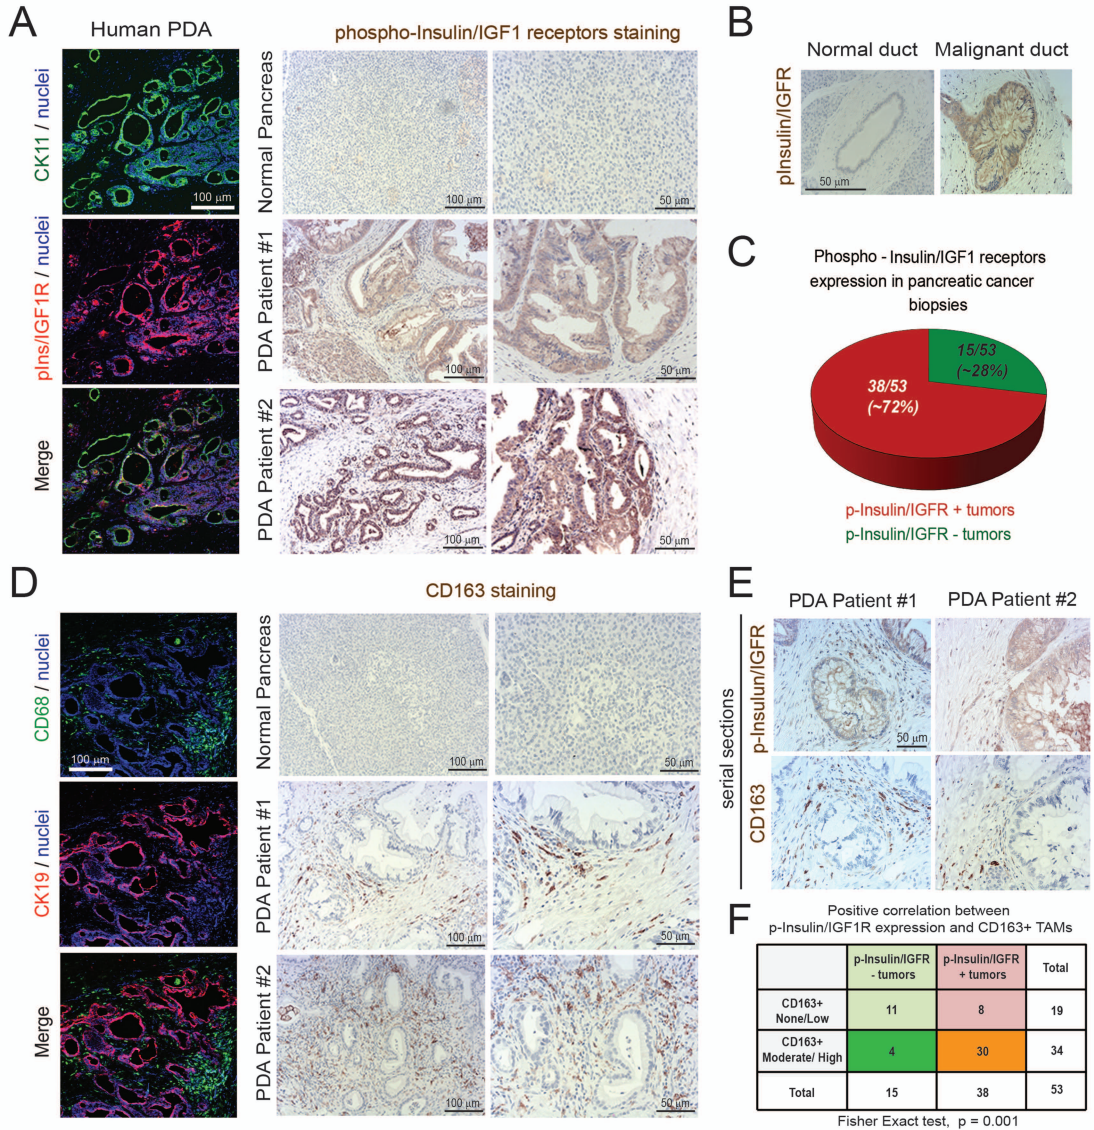 A
Human PDA
phospho-Insulin/IGF1 receptors staining
CK11 / nuclei
100 µm
pIns/IGF1R / nuclei
Merge
Normal Pancreas
100 µm
50 µm
PDA Patient #1
100 µm
50 µm
PDA Patient #2
100 µm
50 µm
B
Normal duct
Malignant duct
pInsulin/IGFR
50 µm
C
Phospho - Insulin/IGF1 receptors
expression in pancreatic cancer
biopsies
15/53
(~28%)
38/53
(~72%)
p-Insulin/IGFR + tumors
p-Insulin/IGFR - tumors
D
CD163 staining
CD68 / nuclei
100 µm
CK19 / nuclei
Merge
Normal Pancreas
100 µm
50 µm
PDA Patient #1
100 µm
50 µm
PDA Patient #2
100 µm
50 µm
E
PDA Patient #1
PDA Patient #2
serial sections
p-Insulun/IGFR
50 µm
CD163
F
Positive correlation between
p-Insulin/IGF1R expression and CD163+ TAMs
p-Insulin/IGFR
- tumors
p-Insulin/IGFR
+ tumors
Total
CD163+
None/Low
11
8
19
CD163+
Moderate/ High
4
30
34
Total
15
38
53
Fisher Exact test, p = 0.001